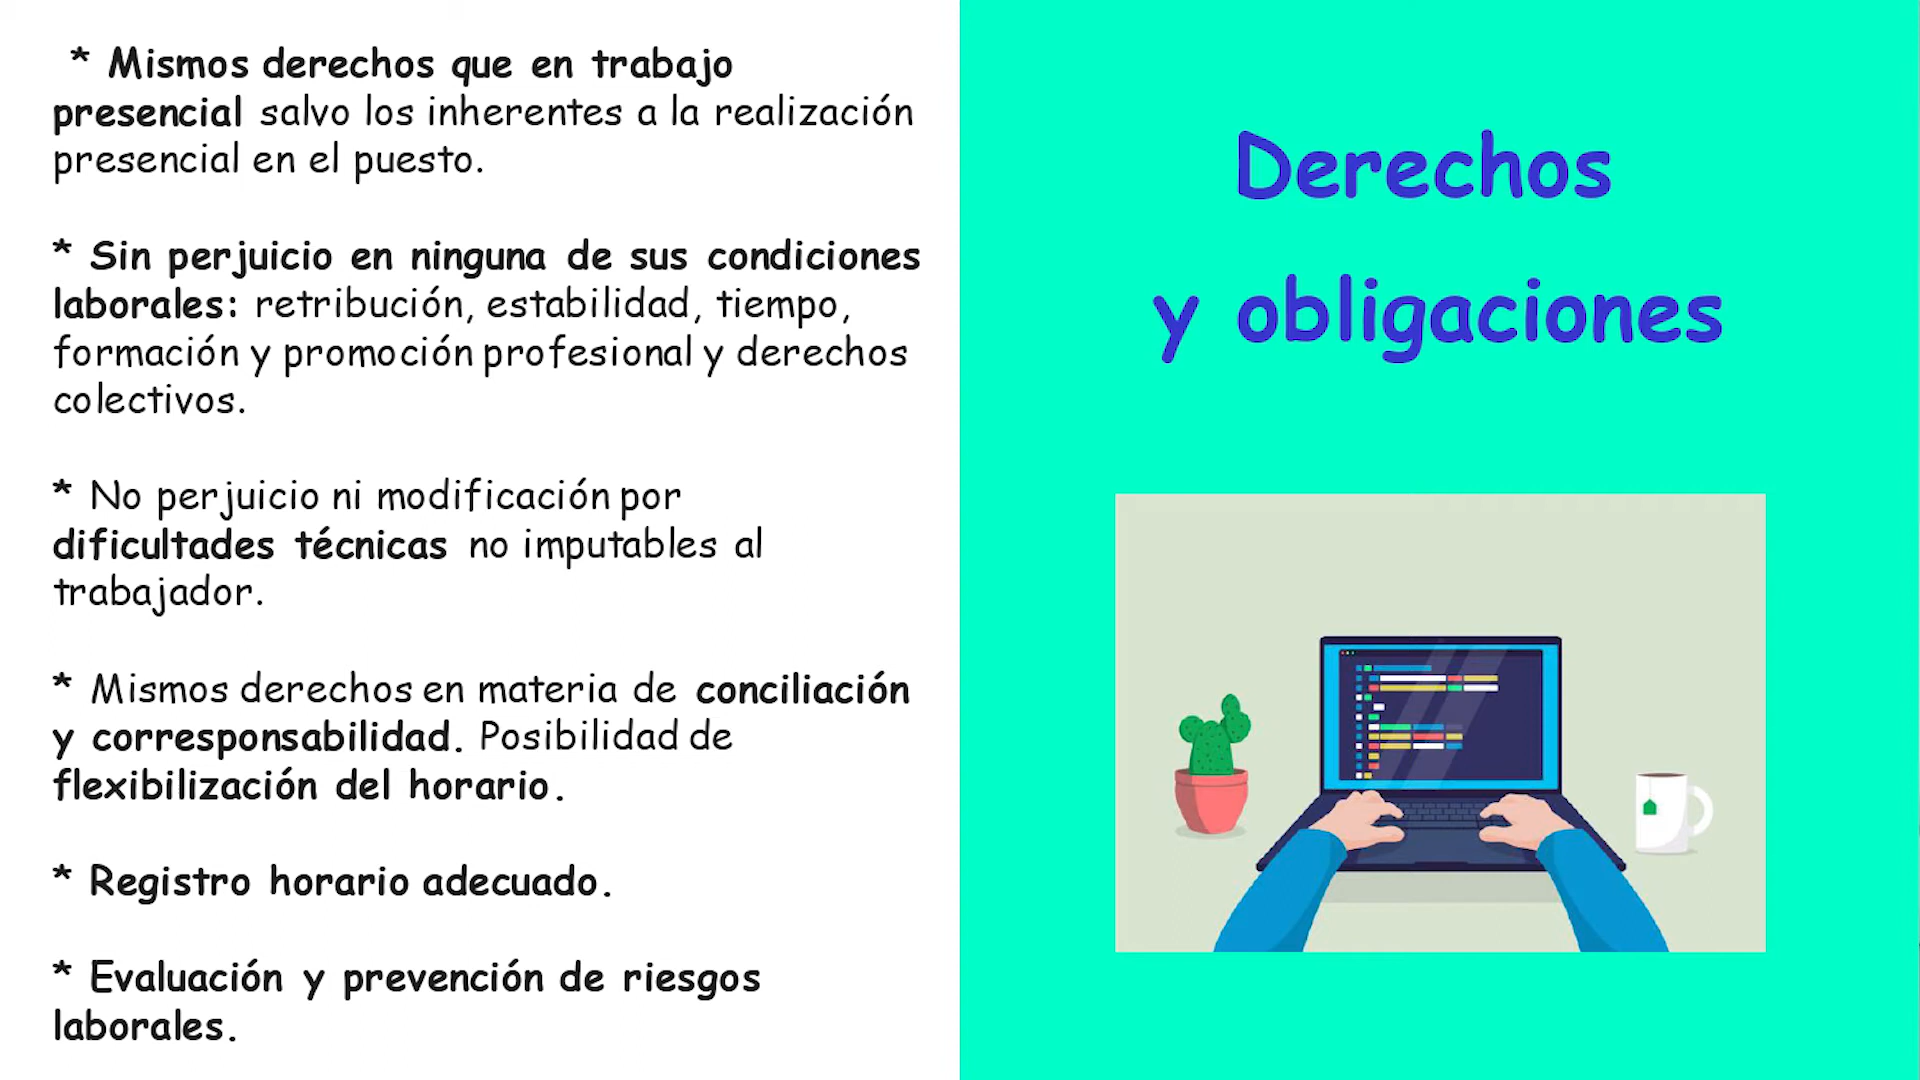 * Mismos derechos que en trabajo
presencial salvo los inherentes a la realización
presencial en el puesto.
* Sin perjuicio en ninguna de sus condiciones
laborales: retribución, estabilidad, tiempo,
formación y promoción profesional y derechos
colectivos.
* No perjuicio ni modificación por
dificultades técnicas no imputables al
trabajador.
* Mismos derechos en materia de conciliación
y corresponsabilidad. Posibilidad de
flexibilización del horario.
* Registro horario adecuado.
* Evaluación y prevención de riesgos
laborales.
Derechos
y obligaciones